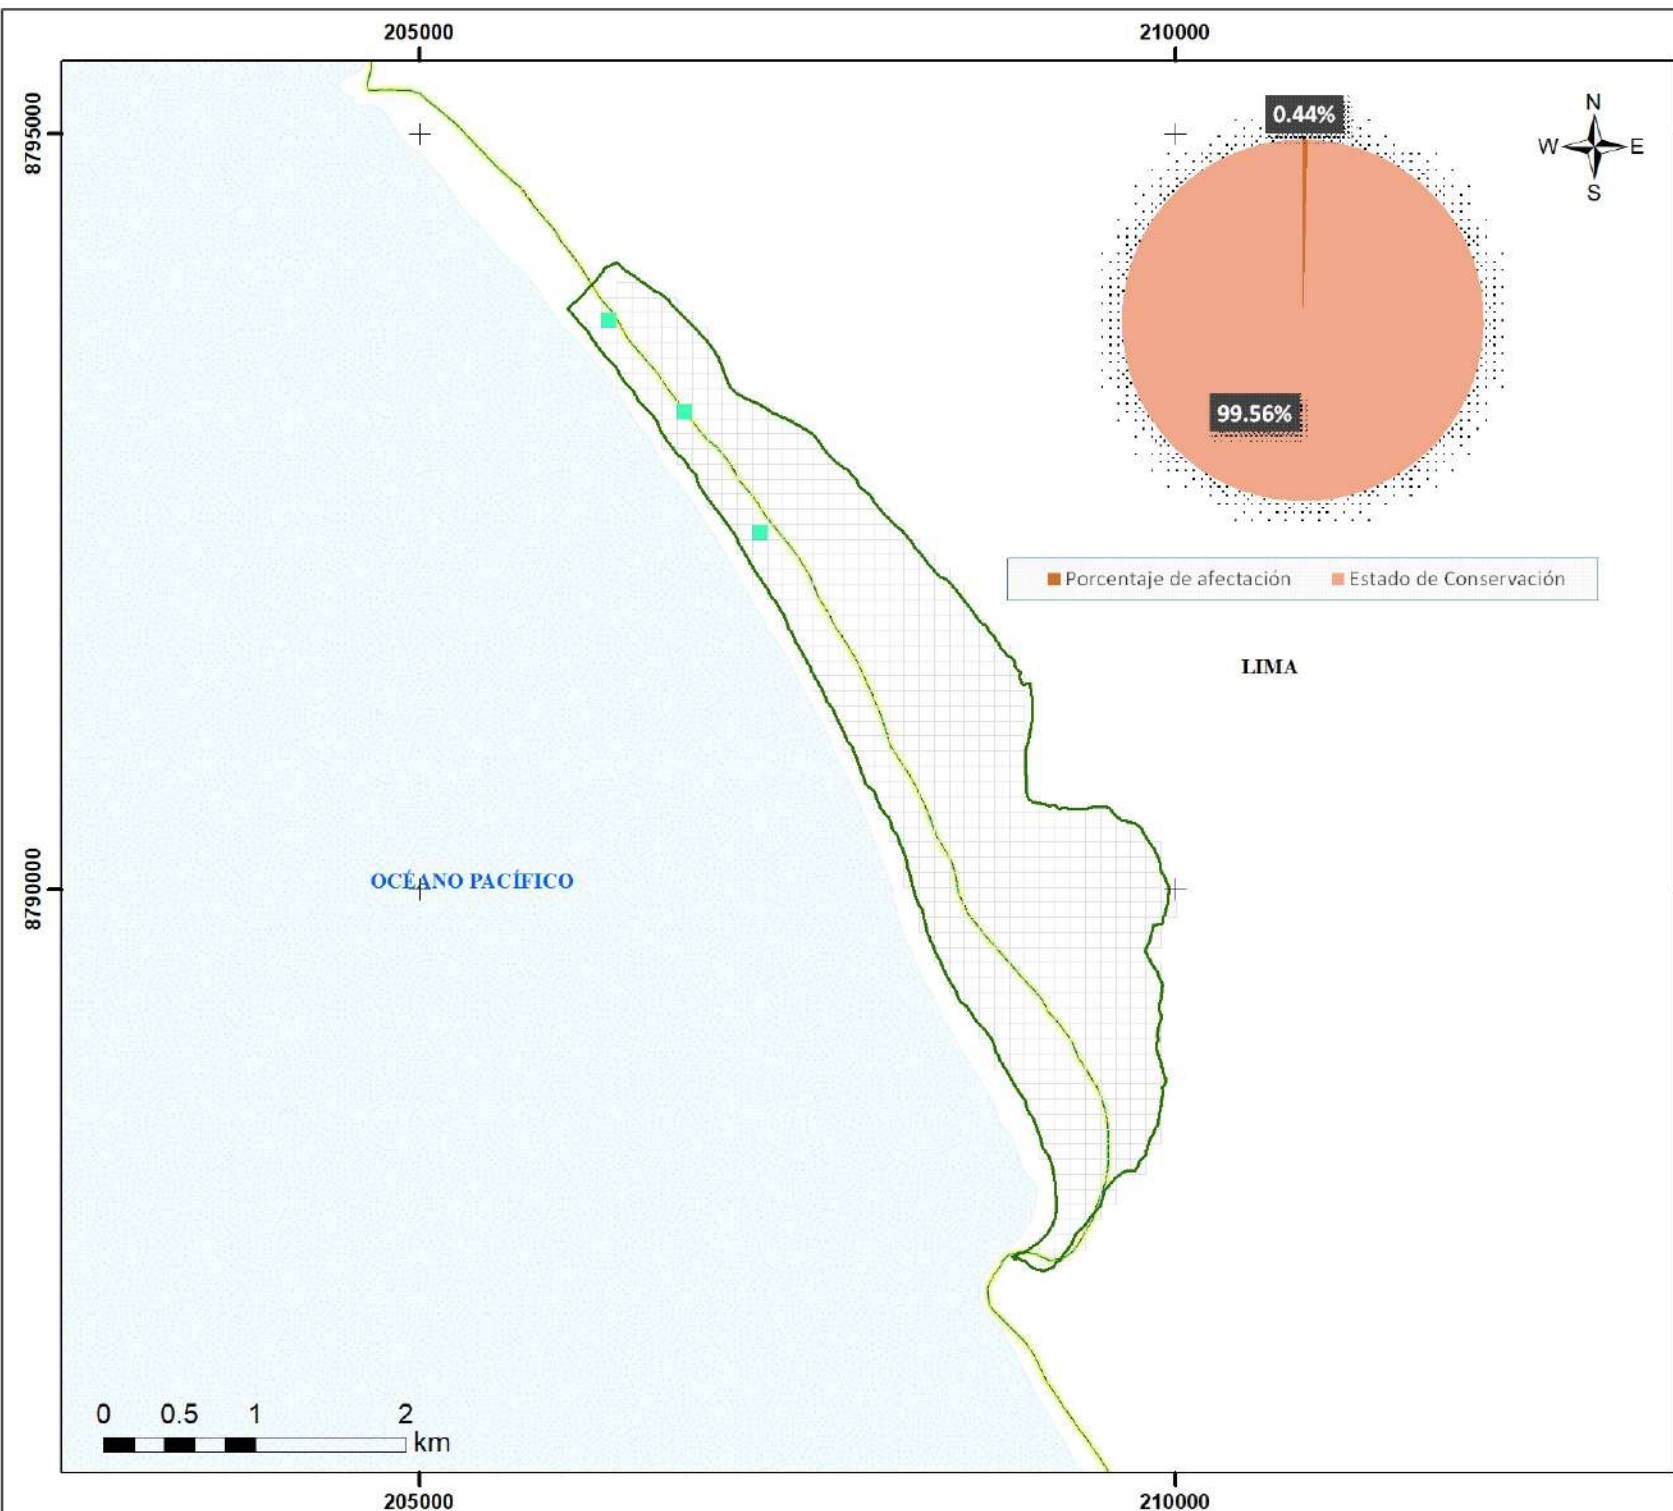 205000 210000
8795000
0.44%
N
W E
S
99.56%
Porcentaje de afectación Estado de Conservación
LIMA
8790000
OCÉANO PACÍFICO
0 0.5 1 2
km
205000 210000